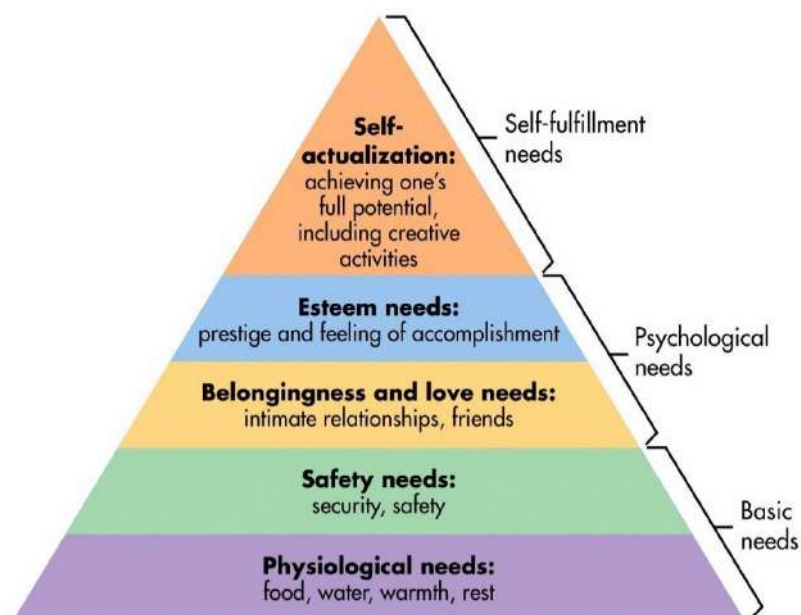 Self-
actualization:
achieving one's
full potential,
including creative
activities
Esteem needs:
prestige and feeling of accomplishment
Belongingness and love needs:
intimate relationships, friends
Safety needs:
security, safety
Physiological needs:
food, water, warmth, rest
Self-fulfillment
needs
Psychological
needs
Basic
needs